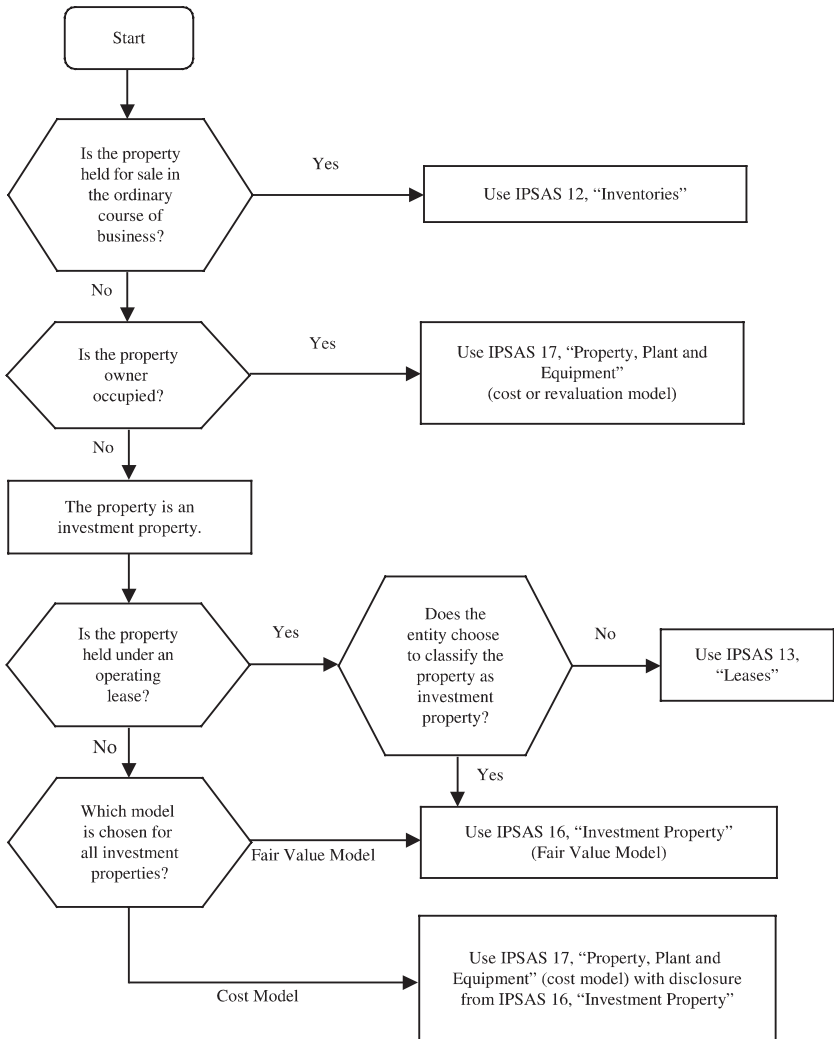 Start
Is the property
held for sale in
the ordinary
course of
business?
Yes
Use IPSAS 12, “Inventories”
No
Is the property
owner
occupied?
Yes
Use IPSAS 17, “Property, Plant and
Equipment”
(cost or revaluation model)
No
The property is an
investment property.
Is the property
held under an
operating
lease?
Yes
Does the
entity choose
to classify the
property as
investment
property?
No
Use IPSAS 13,
“Leases”
No
Yes
Which model
is chosen for
all investment
properties?
Fair Value Model
Use IPSAS 16, “Investment Property”
(Fair Value Model)
Cost Model
Use IPSAS 17, “Property, Plant and
Equipment” (cost model) with disclosure
from IPSAS 16, “Investment Property”